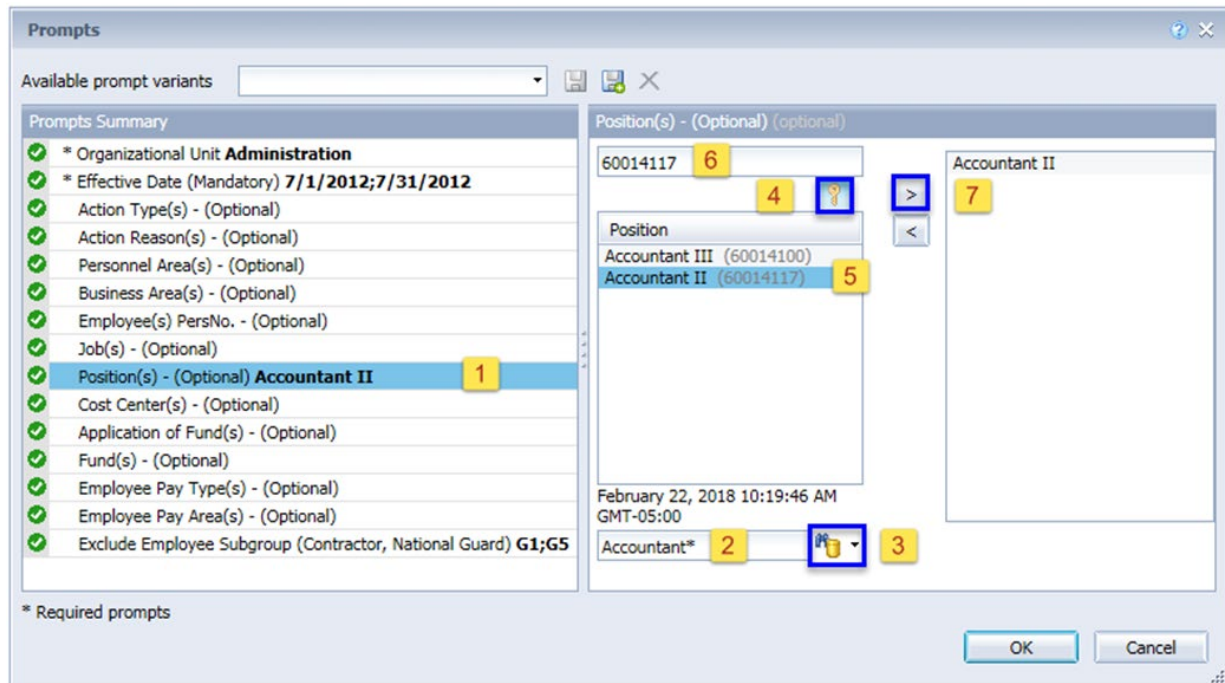 Prompts
Available prompt variants
Prompts Summary
* Organizational Unit Administration
* Effective Date (Mandatory) 7/1/2012;7/31/2012
Action Type(s) - (Optional)
Action Reason(s) - (Optional)
Personnel Area(s) - (Optional)
Business Area(s) - (Optional)
Employee(s) PersNo. - (Optional)
Job(s) - (Optional)
Position(s) - (Optional) Accountant II 1
Cost Center(s) - (Optional)
Application of Fund(s) - (Optional)
Fund(s) - (Optional)
Employee Pay Type(s) - (Optional)
Employee Pay Area(s) - (Optional)
Exclude Employee Subgroup (Contractor, National Guard) G1;G5
* Required prompts
Position(s) - (Optional) (optional)
60014117 6
4
Position
Accountant III (60014100)
Accountant II (60014117) 5
February 22, 2018 10:19:46 AM
GMT-05:00
Accountant* 2 3
> 7
<
Accountant II
OK Cancel